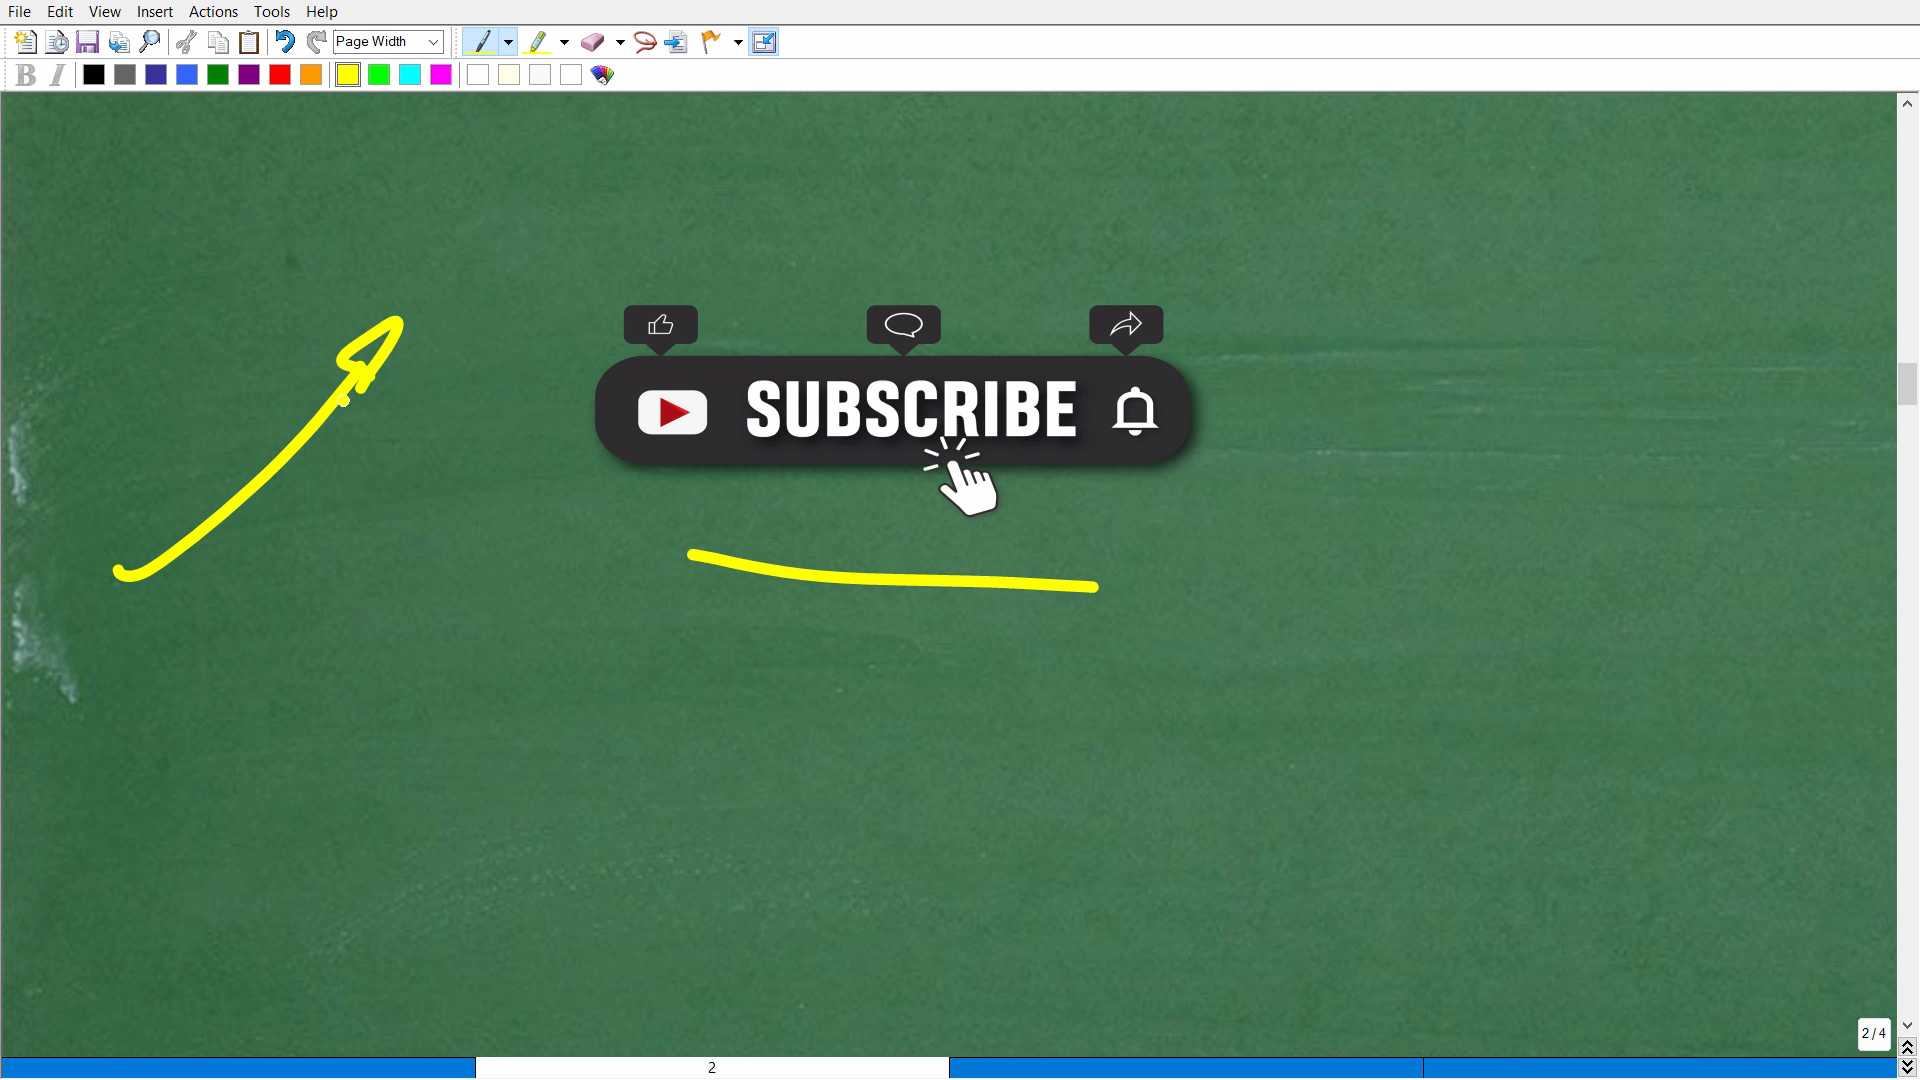 File Edit View Insert Actions Tools Help
Page Width
B I
SUBSCRIBE
2 / 4
2